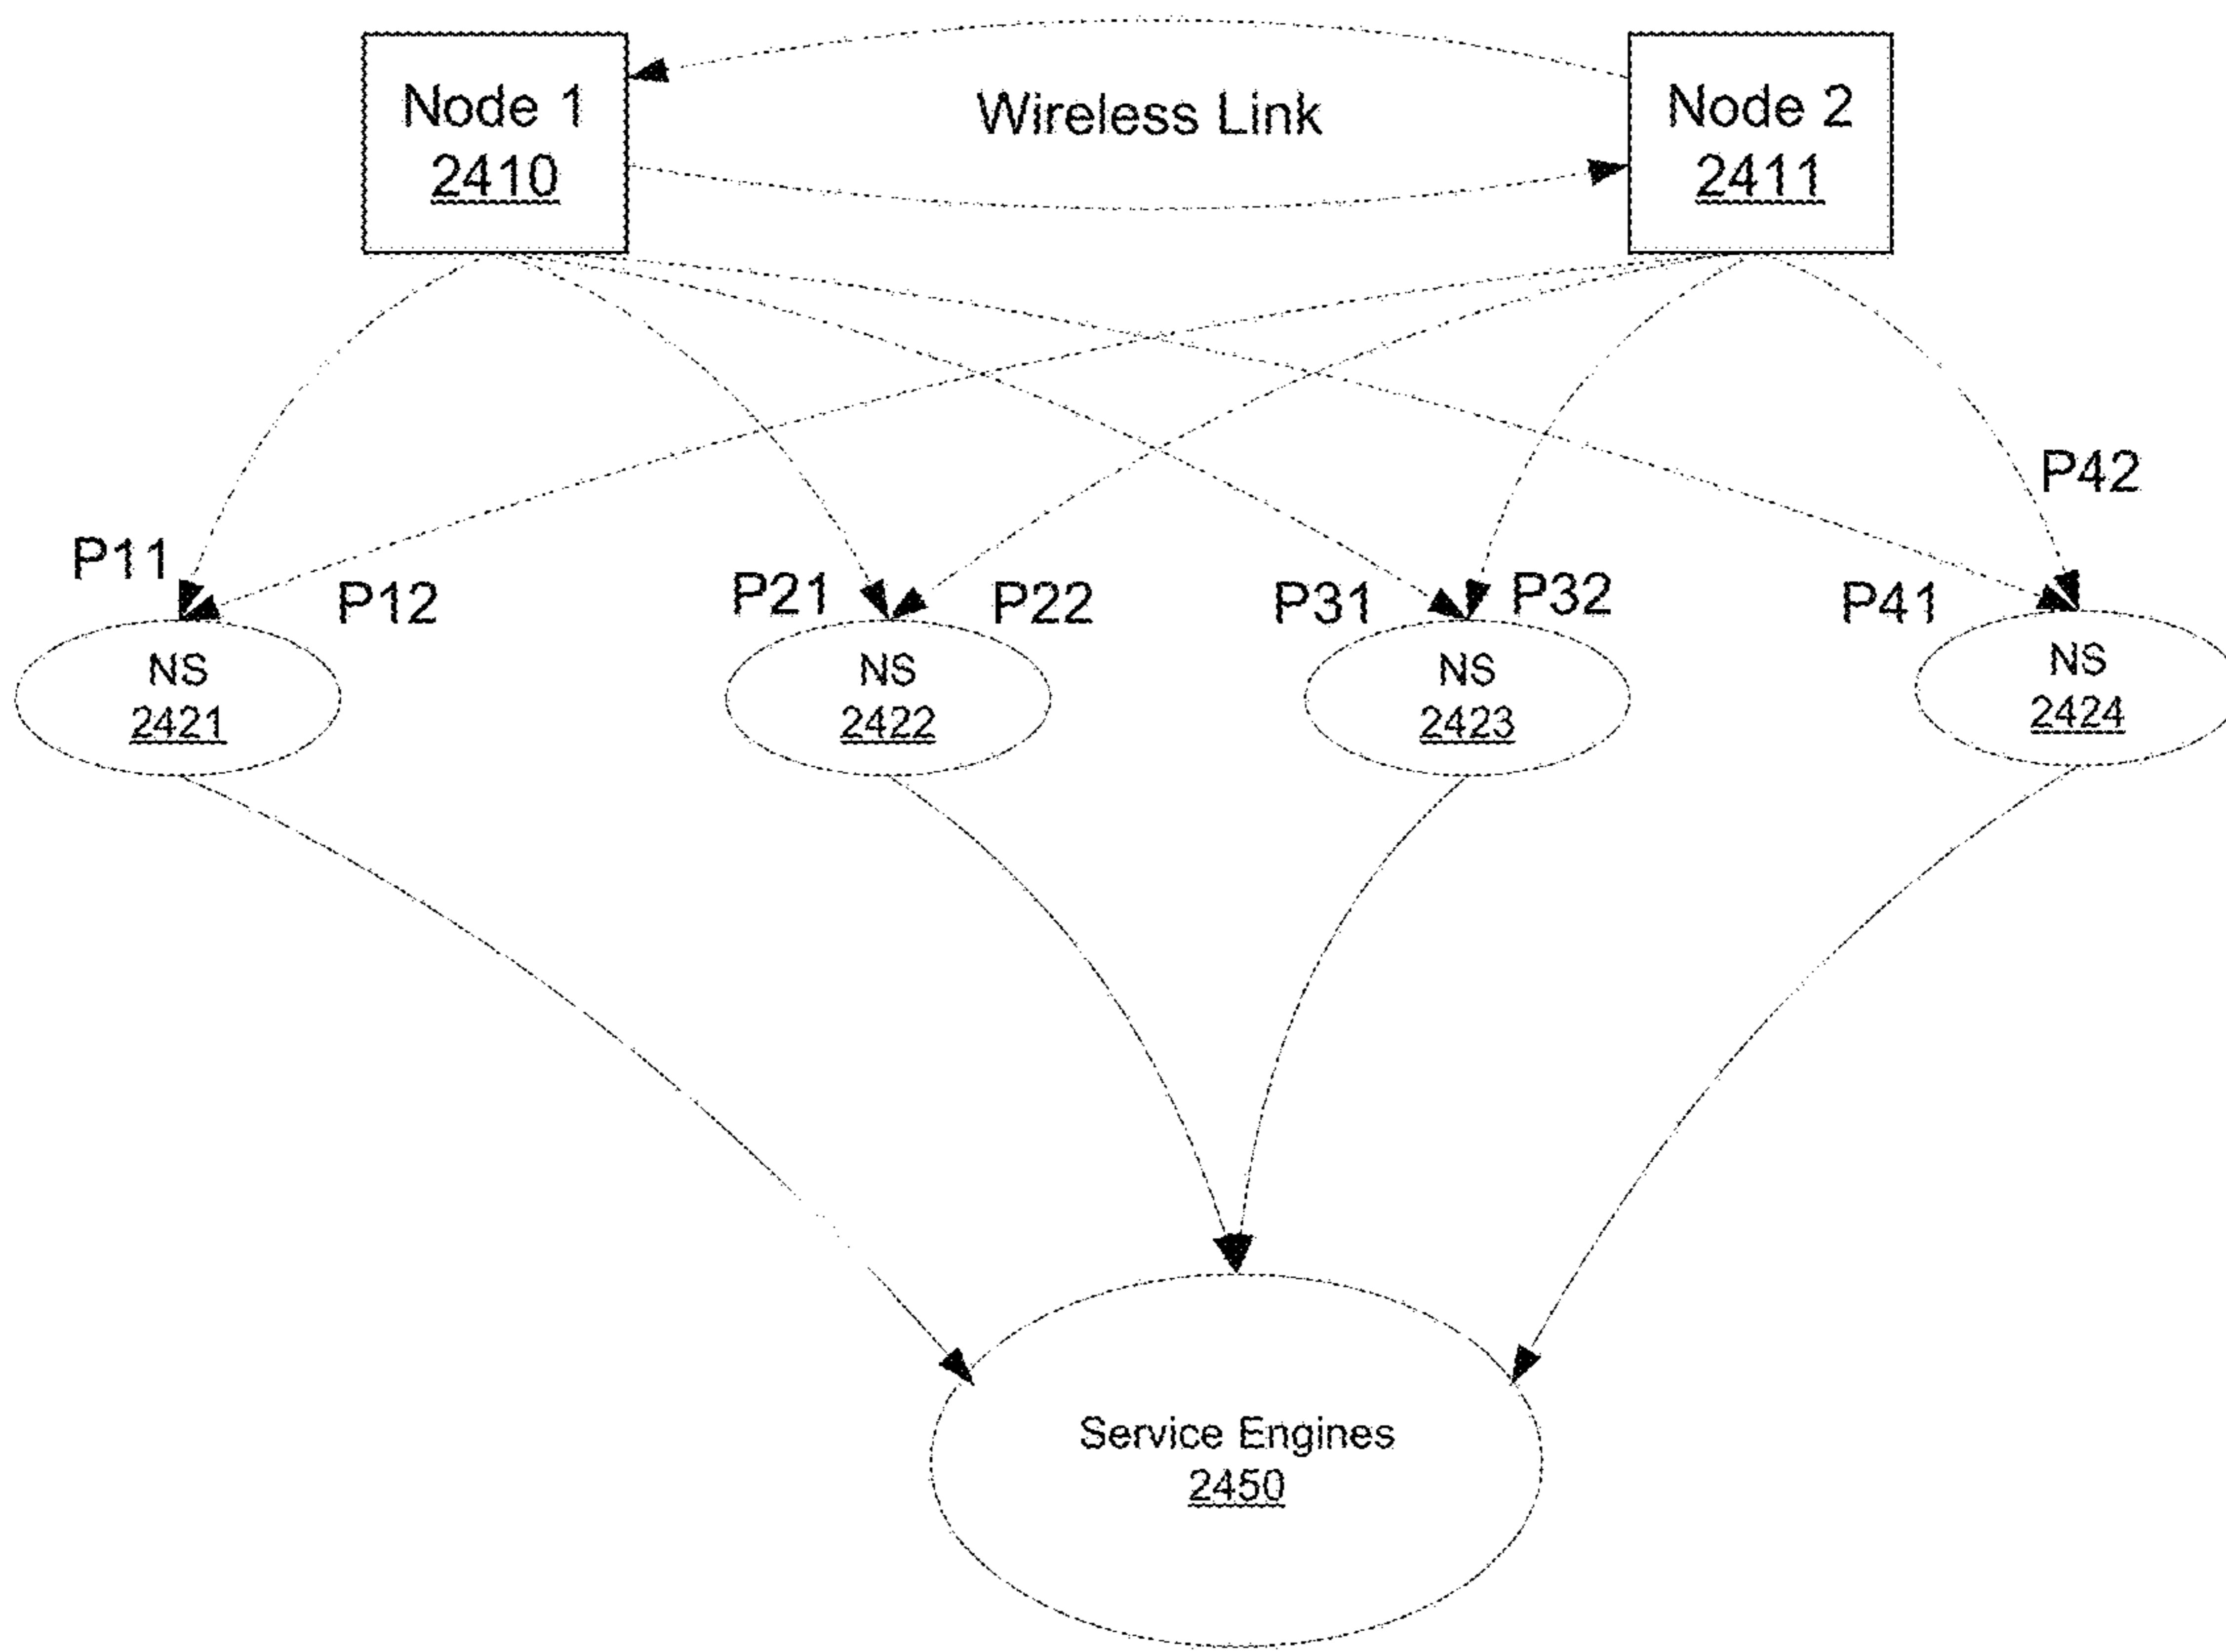 Node 1
2410
Wireless Link
Node 2
2411
P42
P11
P12
P21
P22
P31
P32
P41
NS
2421
NS
2422
NS
2423
NS
2424
Service Engines
2450